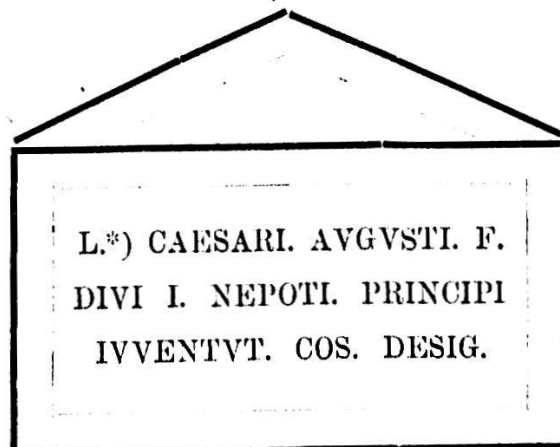 L.*) CAESARI. AVGVSTI. F.
DIVI I. NEPOTI. PRINCIPI
IVVENTVT. COS. DESIG.